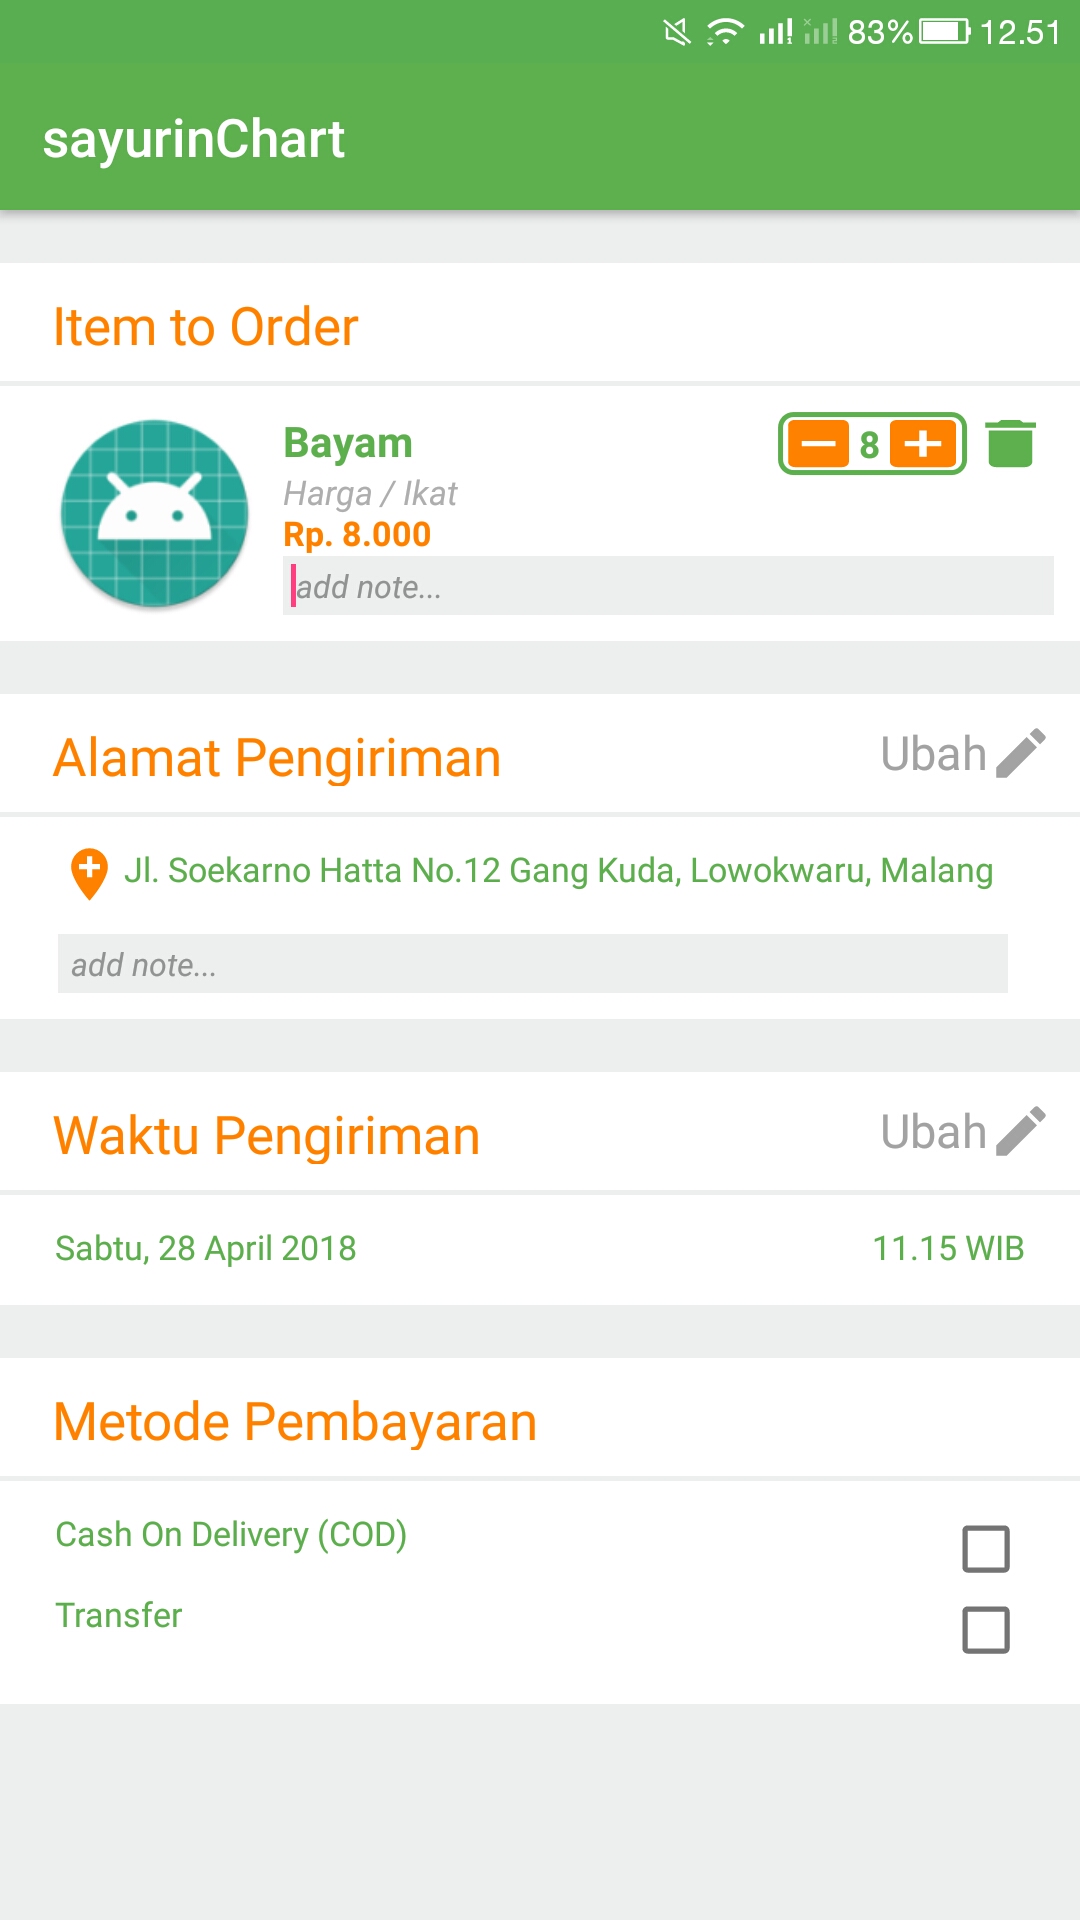 83% 12.51
sayurinChart
Item to Order
Bayam 8
Harga / Ikat
Rp. 8.000
add note...
Alamat Pengiriman Ubah
Jl. Soekarno Hatta No.12 Gang Kuda, Lowokwaru, Malang
add note...
Waktu Pengiriman Ubah
Sabtu, 28 April 2018 11.15 WIB
Metode Pembayaran
Cash On Delivery (COD)
Transfer